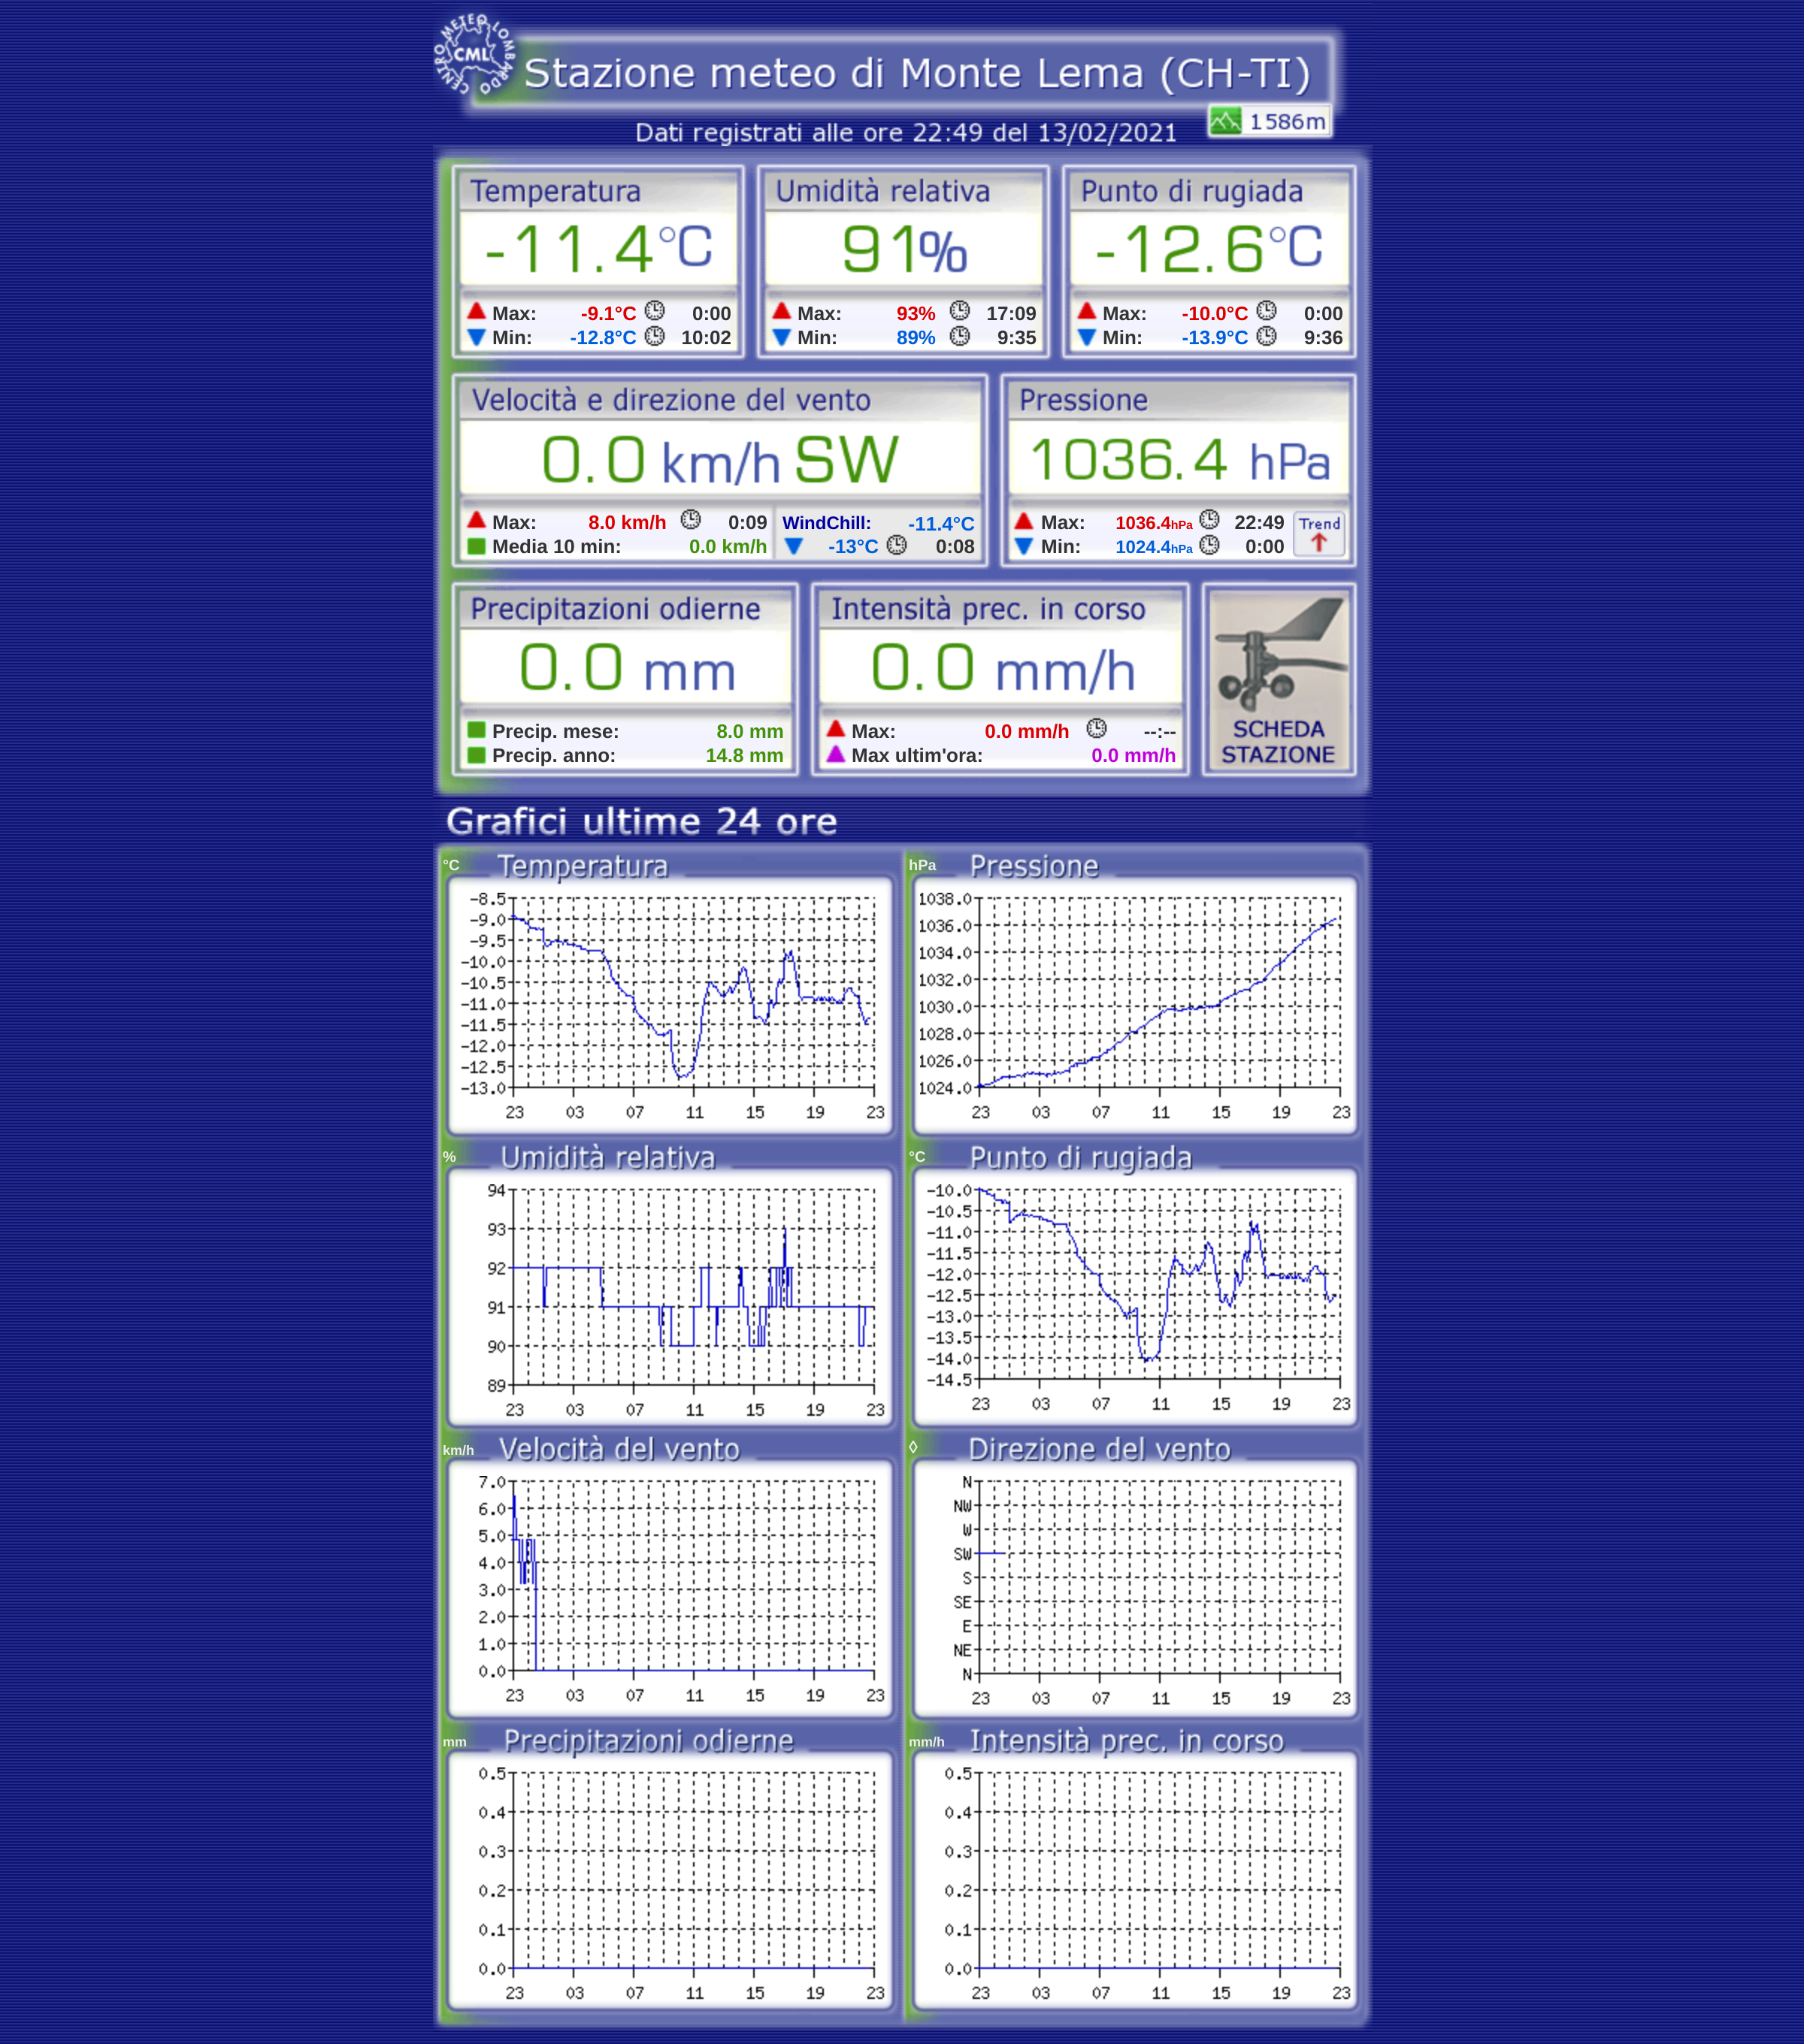 CENTRO METEO LOMBARDO
CML
Stazione meteo di Monte Lema (CH-TI)
1586m
Dati registrati alle ore 22:49 del 13/02/2021
Temperatura Umidità relativa Punto di rugiada
-11.4°C 91% -12.6°C
Max: -9.1°C 0:00 Max: 93% 17:09 Max: -10.0°C 0:00
Min: -12.8°C 10:02 Min: 89% 9:35 Min: -13.9°C 9:36
Velocità e direzione del vento Pressione
0.0 km/h SW 1036.4 hPa
Max: 8.0 km/h 0:09 WindChill: -11.4°C Max: 1036.4hPa 22:49 Trend
Media 10 min: 0.0 km/h -13°C 0:08 Min: 1024.4hPa 0:00
Precipitazioni odierne Intensità prec. in corso
0.0 mm 0.0 mm/h
Precip. mese: 8.0 mm Max: 0.0 mm/h --:-- SCHEDA
Precip. anno: 14.8 mm Max ultim'ora: 0.0 mm/h STAZIONE
Grafici ultime 24 ore
°C Temperatura
-8.5
-9.0
-9.5
-10.0
-10.5
-11.0
-11.5
-12.0
-12.5
-13.0
23 03 07 11 15 19 23
hPa Pressione
1038.0
1036.0
1034.0
1032.0
1030.0
1028.0
1026.0
1024.0
23 03 07 11 15 19 23
% Umidità relativa
94
93
92
91
90
89
23 03 07 11 15 19 23
°C Punto di rugiada
-10.0
-10.5
-11.0
-11.5
-12.0
-12.5
-13.0
-13.5
-14.0
-14.5
23 03 07 11 15 19 23
km/h Velocità del vento
7.0
6.0
5.0
4.0
3.0
2.0
1.0
0.0
23 03 07 11 15 19 23
◊ Direzione del vento
N
NW
W
SW
S
SE
E
NE
N
23 03 07 11 15 19 23
mm Precipitazioni odierne
0.5
0.4
0.3
0.2
0.1
0.0
23 03 07 11 15 19 23
mm/h Intensità prec. in corso
0.5
0.4
0.3
0.2
0.1
0.0
23 03 07 11 15 19 23